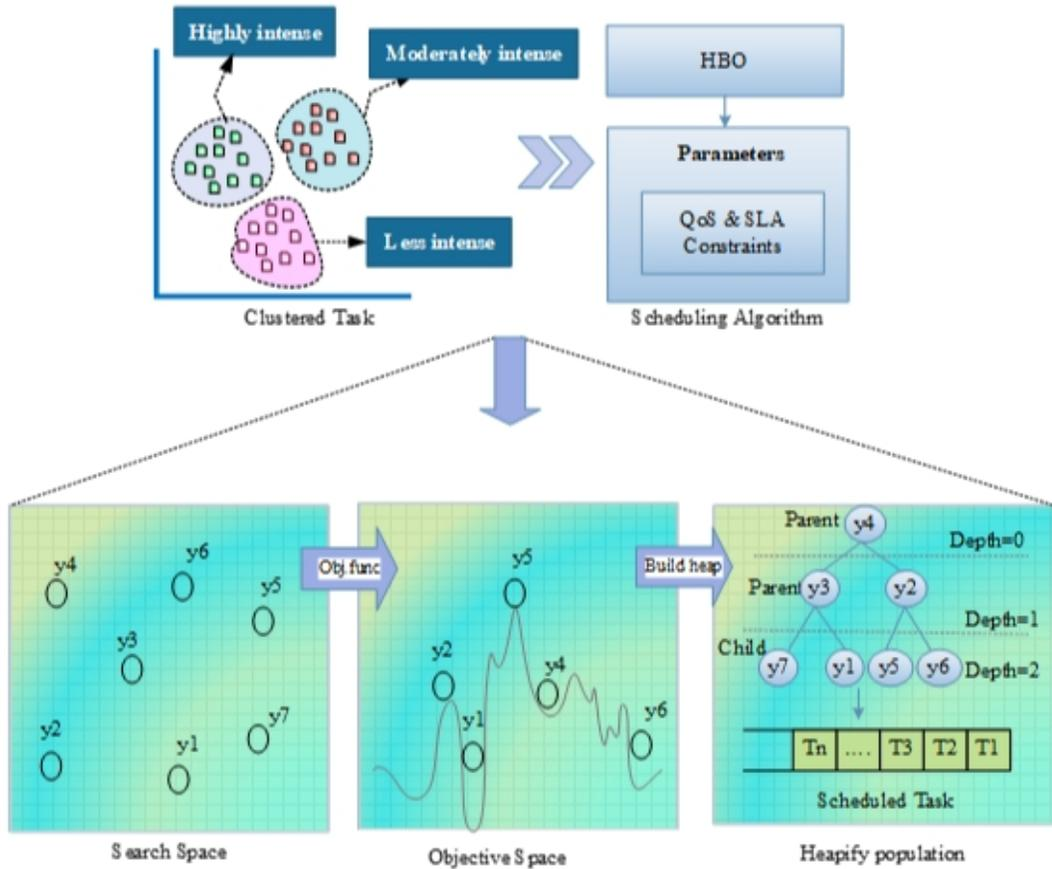 Highly intense
Moderately intense
Less intense
Clustered Task
HBO
Parameters
QoS & SLA
Constraints
Scheduling Algorithm
y4
y6
y5
y3
y2
y7
y1
Search Space
Obj.func
y5
y2
y4
y1
y6
Objective Space
Build heap
Parent
y4
Depth=0
Parent
y3
y2
Depth=1
Child
y7
y1
y5
y6
Depth=2
Tn
....
T3
T2
T1
Scheduled Task
Heapify population